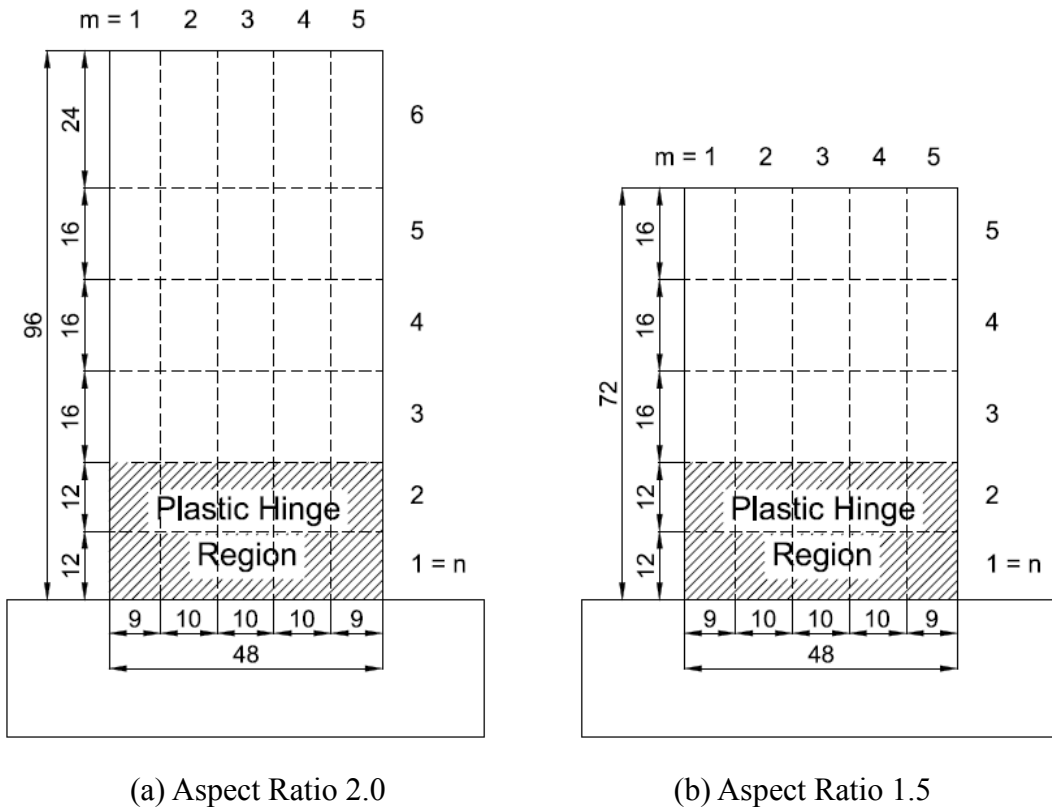 m = 1 2 3 4 5
6
5
4
3
2
1 = n
96
24
16
16
16
12
12
Plastic Hinge
Region
9 10 10 10 9
48
(a) Aspect Ratio 2.0
m = 1 2 3 4 5
5
4
3
2
1 = n
72
16
16
16
12
12
Plastic Hinge
Region
9 10 10 10 9
48
(b) Aspect Ratio 1.5